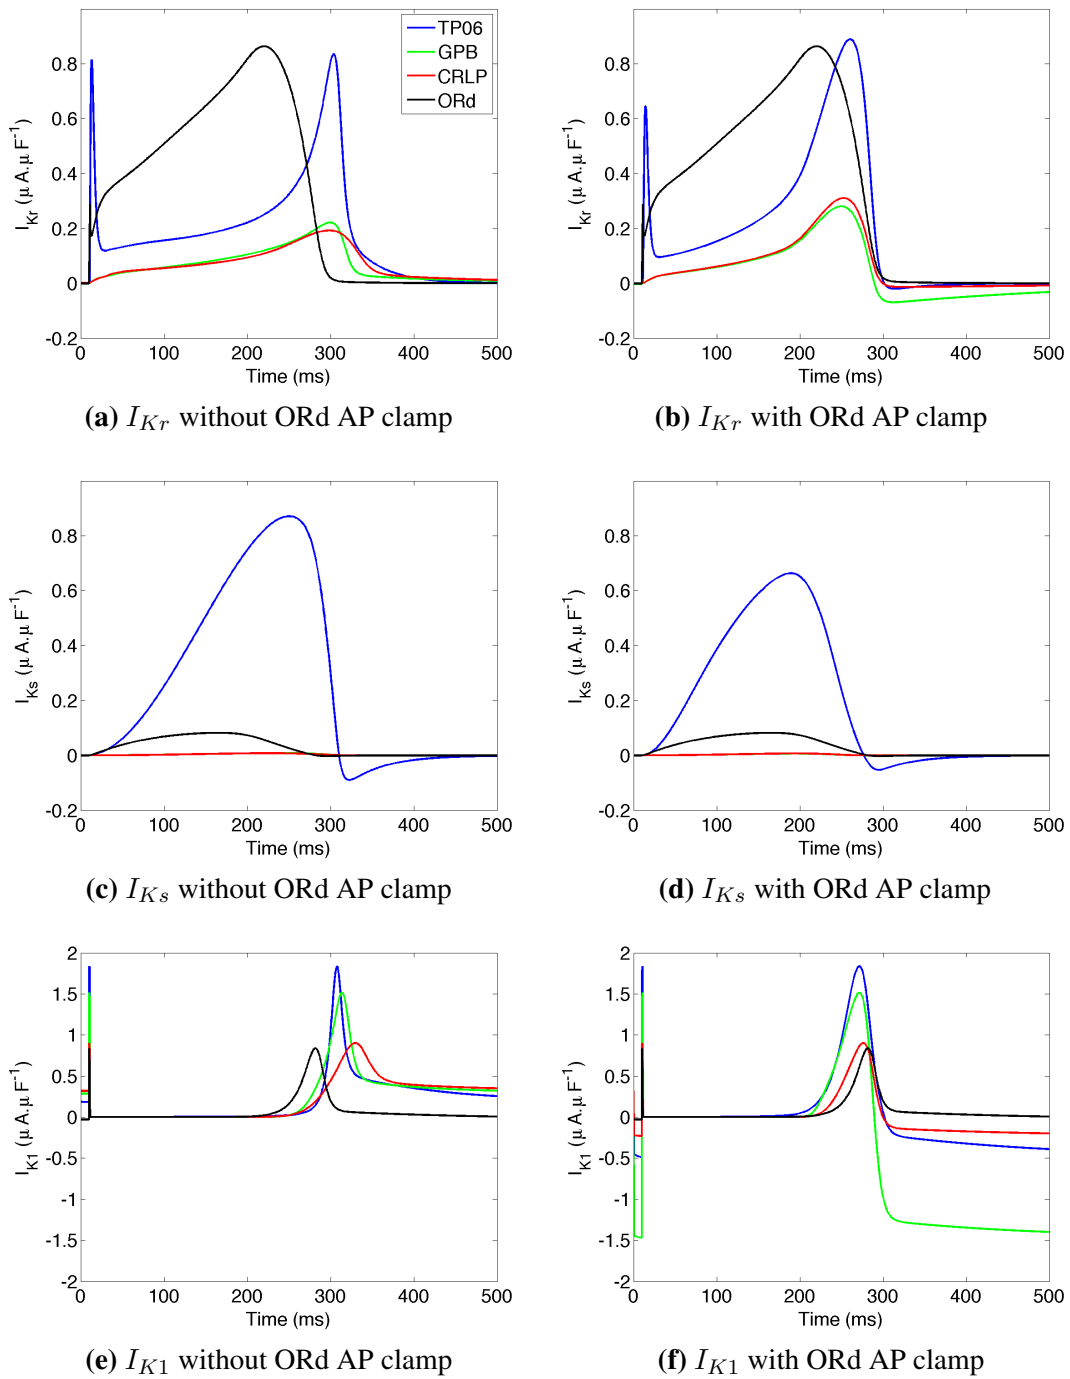 0.8
0.6
0.4
0.2
0
-0.2
I_Kr (μ A.μ F⁻¹)
TP06
GPB
CRLP
ORd
0 100 200 300 400 500
Time (ms)
(a) I_Kr without ORd AP clamp
0.8
0.6
0.4
0.2
0
-0.2
I_Kr (μ A.μ F⁻¹)
0 100 200 300 400 500
Time (ms)
(b) I_Kr with ORd AP clamp
0.8
0.6
0.4
0.2
0
-0.2
I_Ks (μ A.μ F⁻¹)
0 100 200 300 400 500
Time (ms)
(c) I_Ks without ORd AP clamp
0.8
0.6
0.4
0.2
0
-0.2
I_Ks (μ A.μ F⁻¹)
0 100 200 300 400 500
Time (ms)
(d) I_Ks with ORd AP clamp
2
1.5
1
0.5
0
-0.5
-1
-1.5
-2
I_K1 (μ A.μ F⁻¹)
0 100 200 300 400 500
Time (ms)
(e) I_K1 without ORd AP clamp
2
1.5
1
0.5
0
-0.5
-1
-1.5
-2
I_K1 (μ A.μ F⁻¹)
0 100 200 300 400 500
Time (ms)
(f) I_K1 with ORd AP clamp